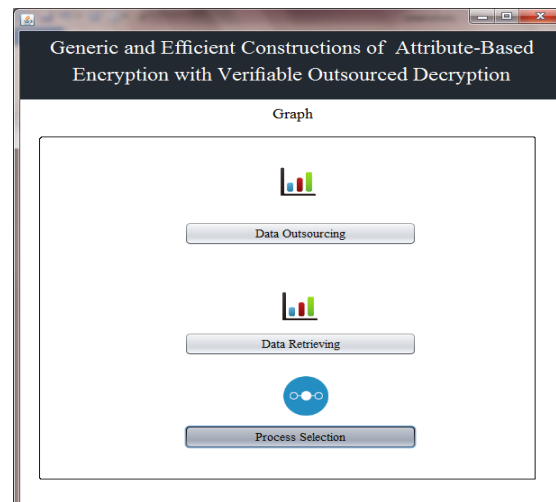 Generic and Efficient Constructions of Attribute-Based
Encryption with Verifiable Outsourced Decryption
Graph
Data Outsourcing
Data Retrieving
Process Selection